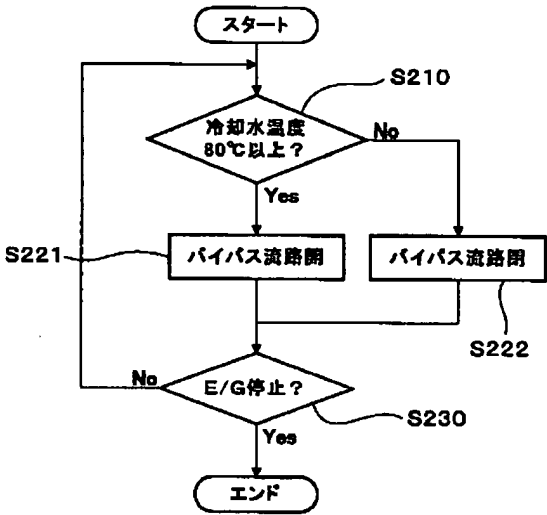 スタート
S210
冷却水温度
80℃以上？
No
Yes
S221
バイパス流路開
バイパス流路閉
S222
No
E/G停止？
S230
Yes
エンド